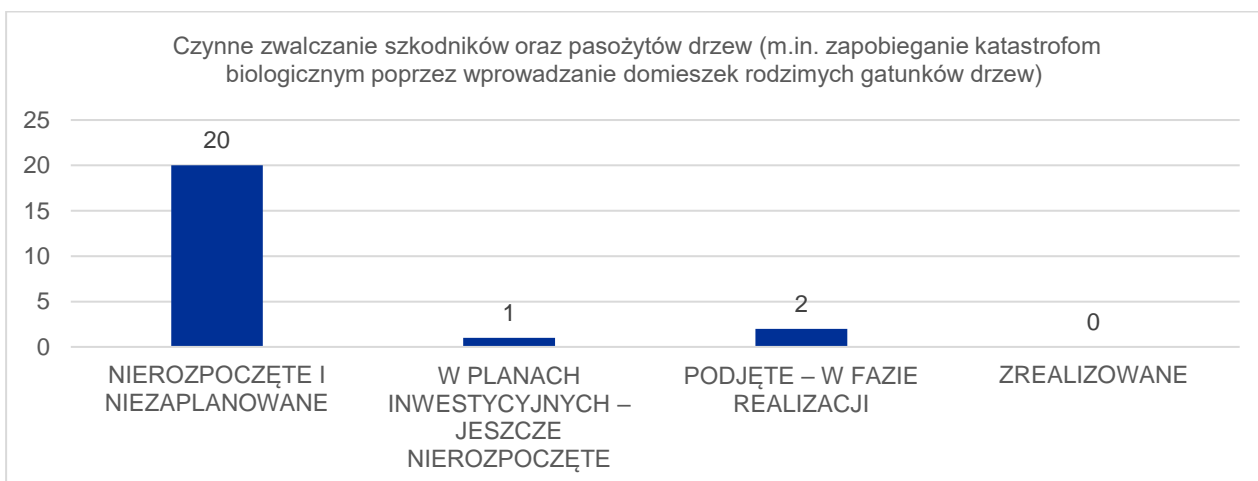 Czynne zwalczanie szkodników oraz pasożytów drzew (m.in. zapobieganie katastrofom
biologicznym poprzez wprowadzanie domieszek rodzimych gatunków drzew)
25
20
15
10
5
0
20
1
2
0
NIEROZPOCZĘTE I
NIEZAPLANOWANE
W PLANACH
INWESTYCYJNYCH –
JESZCZE
NIEROZPOCZĘTE
PODJĘTE – W FAZIE
REALIZACJI
ZREALIZOWANE